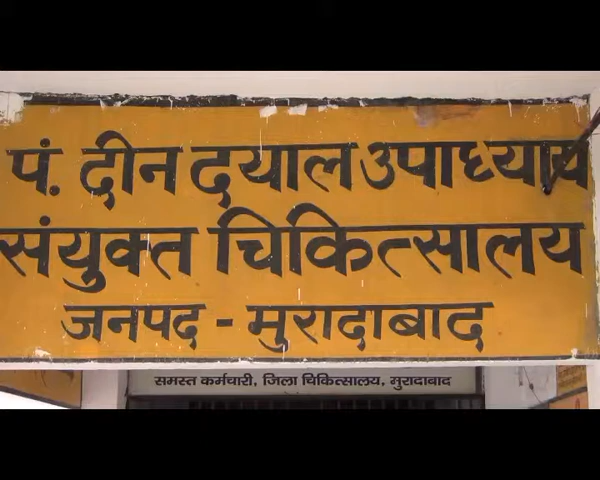 पं. दीन दयाल उपाध्याय
संयुक्त चिकित्सालय
जनपद - मुरादाबाद
समस्त कर्मचारी, जिला चिकित्सालय, मुरादाबाद